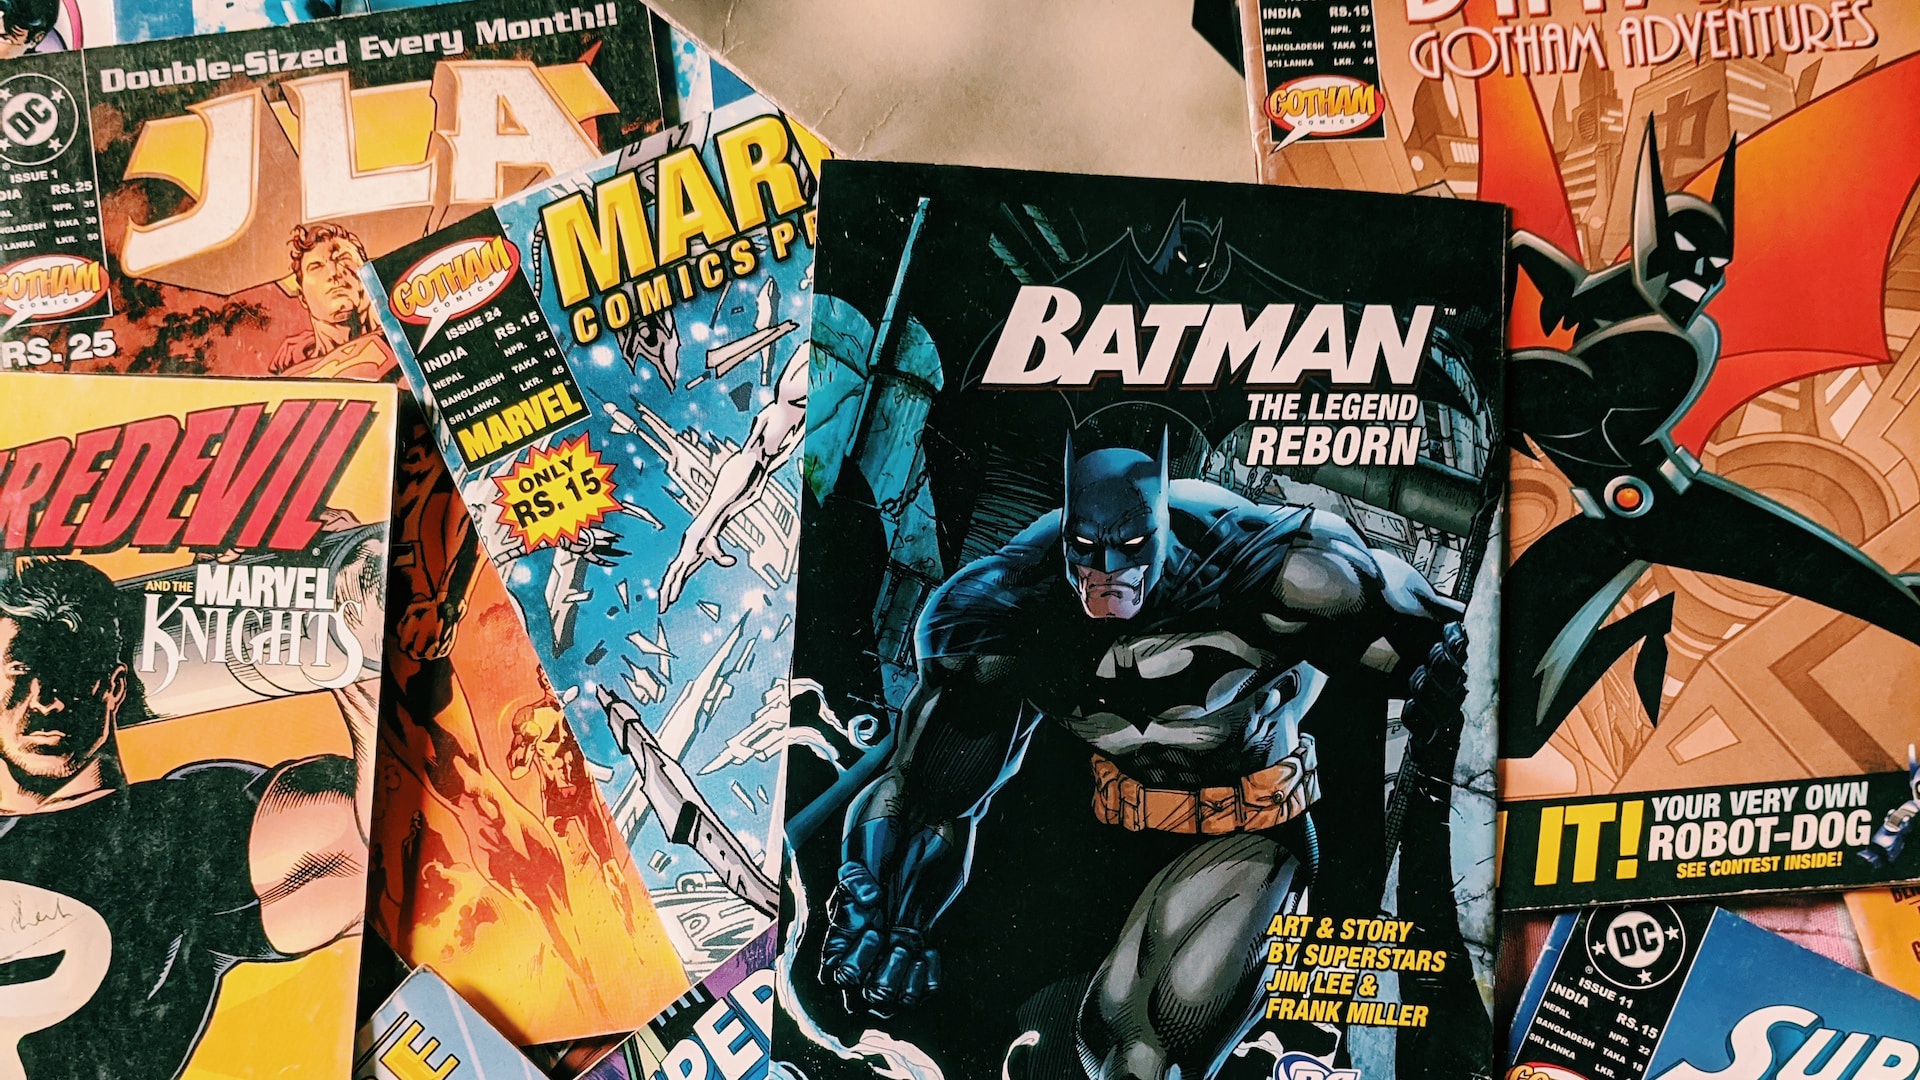 Double-Sized Every Month!!
JLA
DC
ISSUE 1
RS. 25
NPR. 35
TAKA 30
LANKA LKR. 50
GOTHAM
COMICS
RS. 25
MAR
COMICS
GOTHAM
COMICS
ISSUE 24
INDIA RS. 15
NEPAL NPR. 22
BANGLADESH TAKA 18
SRI LANKA LKR. 45
MARVEL
ONLY
RS. 15
REDEVIL
AND THE MARVEL
KNIGHTS
BATMAN™
THE LEGEND
REBORN
ART & STORY
BY SUPERSTARS
JIM LEE &
FRANK MILLER
DC
INDIA RS. 15
NEPAL NPR. 22
BANGLADESH TAKA 18
SRI LANKA LKR. 45
GOTHAM
COMICS
GOTHAM ADVENTURES
IT! YOUR VERY OWN
ROBOT-DOG
SEE CONTEST INSIDE!
DC
ISSUE 11
INDIA RS. 15
NEPAL NPR. 22
BANGLADESH TAKA 18
SRI LANKA LKR.
SUP